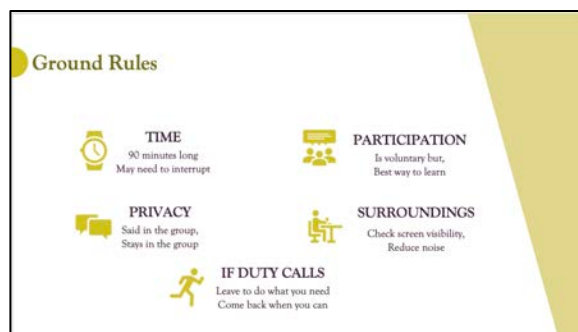 Ground Rules
TIME
90 minutes long
May need to interrupt
PARTICIPATION
Is voluntary but,
Best way to learn
PRIVACY
Said in the group,
Stays in the group
SURROUNDINGS
Check screen visibility,
Reduce noise
IF DUTY CALLS
Leave to do what you need
Come back when you can